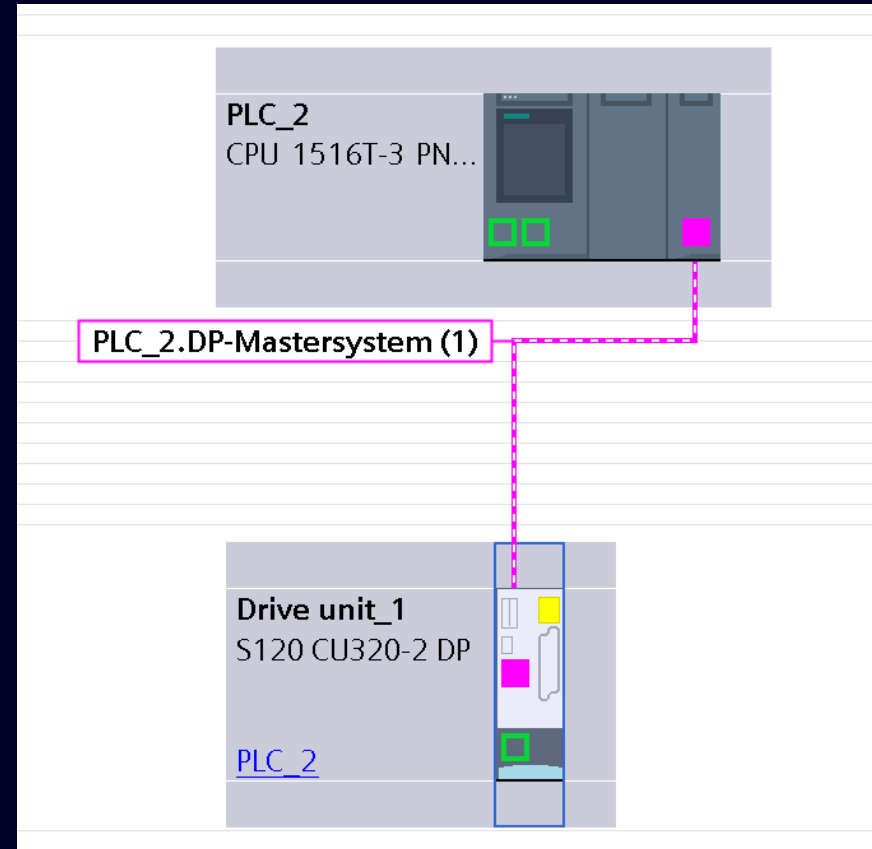 PLC_2
CPU 1516T-3 PN...
PLC_2.DP-Mastersystem (1)
Drive unit_1
S120 CU320-2 DP
PLC_2